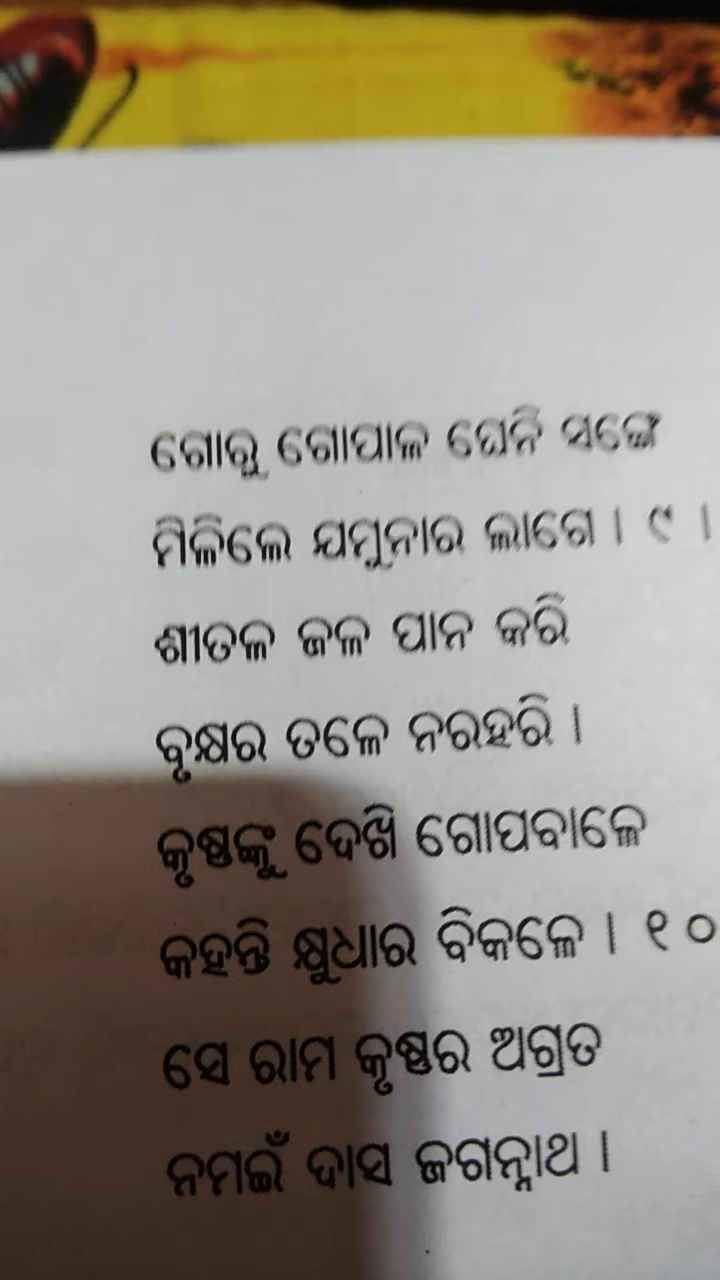 ଗୋରୁ ଗୋପାଳ ଘେନି ସଙ୍ଗେ
ମିଳିଲେ ଯମୁନାର ଲାଗେ । ୯ ।
ଶୀତଳ ଜଳ ପାନ କରି
ବୃକ୍ଷର ତଳେ ନରହରି ।
କୃଷ୍ଣଙ୍କୁ ଦେଖି ଗୋପବାଳେ
କହନ୍ତି କ୍ଷୁଧାର ବିକଳେ । ୧୦
ସେ ରାମ କୃଷ୍ଣର ଅଗ୍ରତ
ନମଇଁ ଦାସ ଜଗନ୍ନାଥ ।